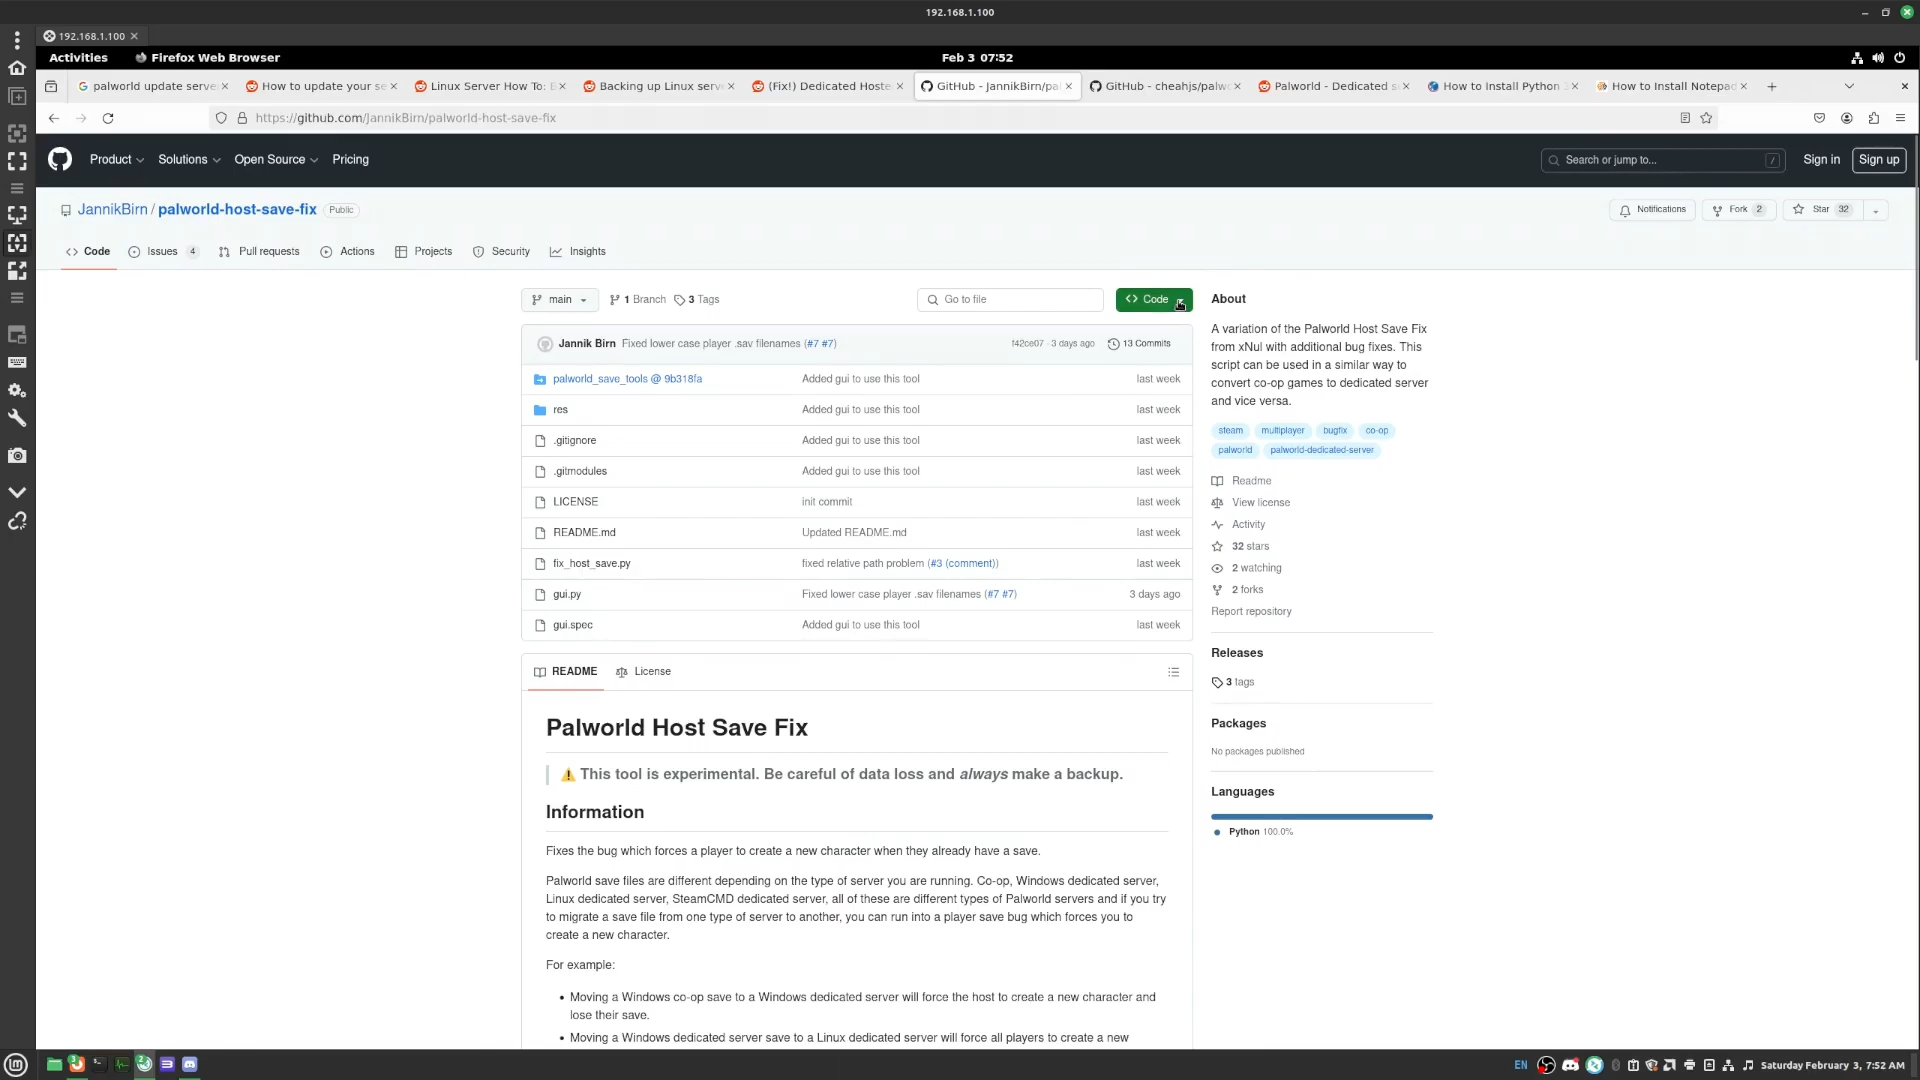 192.168.1.100
192.168.1.100
Activities Firefox Web Browser Feb 3 07:52
palworld update serve How to update your se Linux Server How To: E Backing up Linux serv (Fix!) Dedicated Hoste GitHub - JannikBirn/pal GitHub - cheahjs/palwo Palworld - Dedicated s How to Install Python 3 How to Install Notepad
https://github.com/JannikBirn/palworld-host-save-fix
Product Solutions Open Source Pricing Search or jump to... / Sign in Sign up
JannikBirn / palworld-host-save-fix Public Notifications Fork 2 Star 32
Code Issues 4 Pull requests Actions Projects Security Insights
main 1 Branch 3 Tags Go to file Code
Jannik Birn Fixed lower case player .sav filenames (#7 #7) f42ce07 · 3 days ago 13 Commits
palworld_save_tools @ 9b318fa Added gui to use this tool last week
res Added gui to use this tool last week
.gitignore Added gui to use this tool last week
.gitmodules Added gui to use this tool last week
LICENSE init commit last week
README.md Updated README.md last week
fix_host_save.py fixed relative path problem (#3 (comment)) last week
gui.py Fixed lower case player .sav filenames (#7 #7) 3 days ago
gui.spec Added gui to use this tool last week
README License
Palworld Host Save Fix
⚠️ This tool is experimental. Be careful of data loss and always make a backup.
Information
Fixes the bug which forces a player to create a new character when they already have a save.
Palworld save files are different depending on the type of server you are running. Co-op, Windows dedicated server,
Linux dedicated server, SteamCMD dedicated server, all of these are different types of Palworld servers and if you try
to migrate a save file from one type of server to another, you can run into a player save bug which forces you to
create a new character.
For example:
• Moving a Windows co-op save to a Windows dedicated server will force the host to create a new character and
lose their save.
• Moving a Windows dedicated server save to a Linux dedicated server will force all players to create a new
About
A variation of the Palworld Host Save Fix
from xNul with additional bug fixes. This
script can be used in a similar way to
convert co-op games to dedicated server
and vice versa.
steam multiplayer bugfix co-op
palworld palworld-dedicated-server
Readme
View license
Activity
32 stars
2 watching
2 forks
Report repository
Releases
3 tags
Packages
No packages published
Languages
Python 100.0%
EN Saturday February 3, 7:52 AM